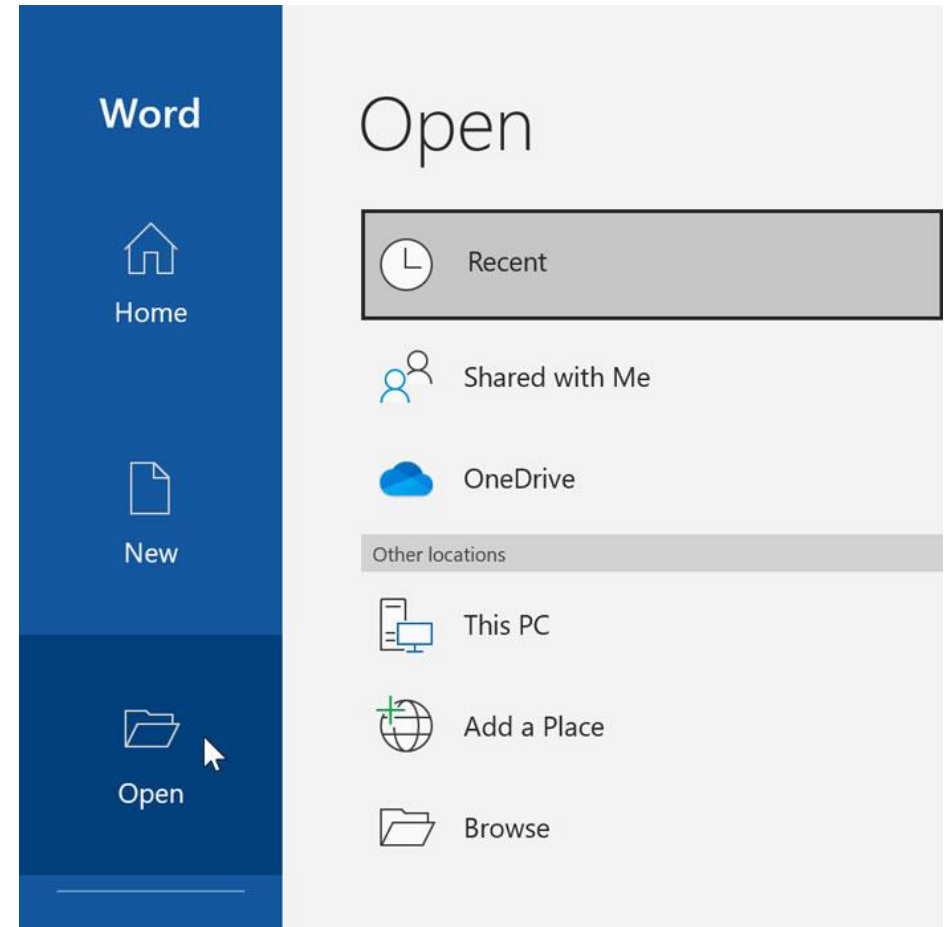 Word
Home
New
Open
Open
Recent
Shared with Me
OneDrive
Other locations
This PC
Add a Place
Browse